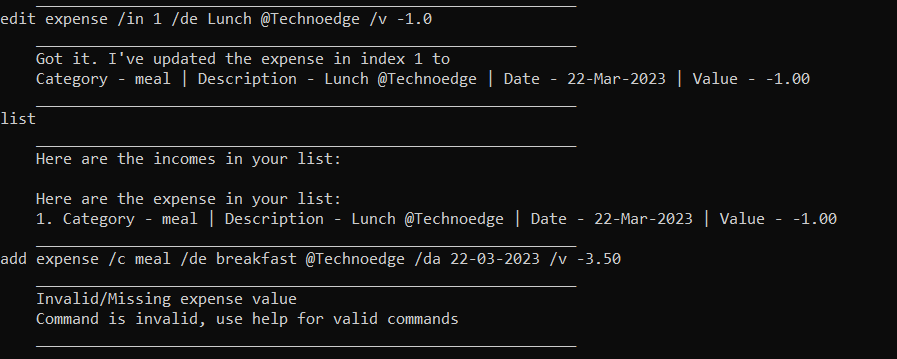 edit expense /in 1 /de Lunch @Technoedge /v -1.0
Got it. I've updated the expense in index 1 to
Category - meal | Description - Lunch @Technoedge | Date - 22-Mar-2023 | Value - -1.00
list
Here are the incomes in your list:
Here are the expense in your list:
1. Category - meal | Description - Lunch @Technoedge | Date - 22-Mar-2023 | Value - -1.00
add expense /c meal /de breakfast @Technoedge /da 22-03-2023 /v -3.50
Invalid/Missing expense value
Command is invalid, use help for valid commands